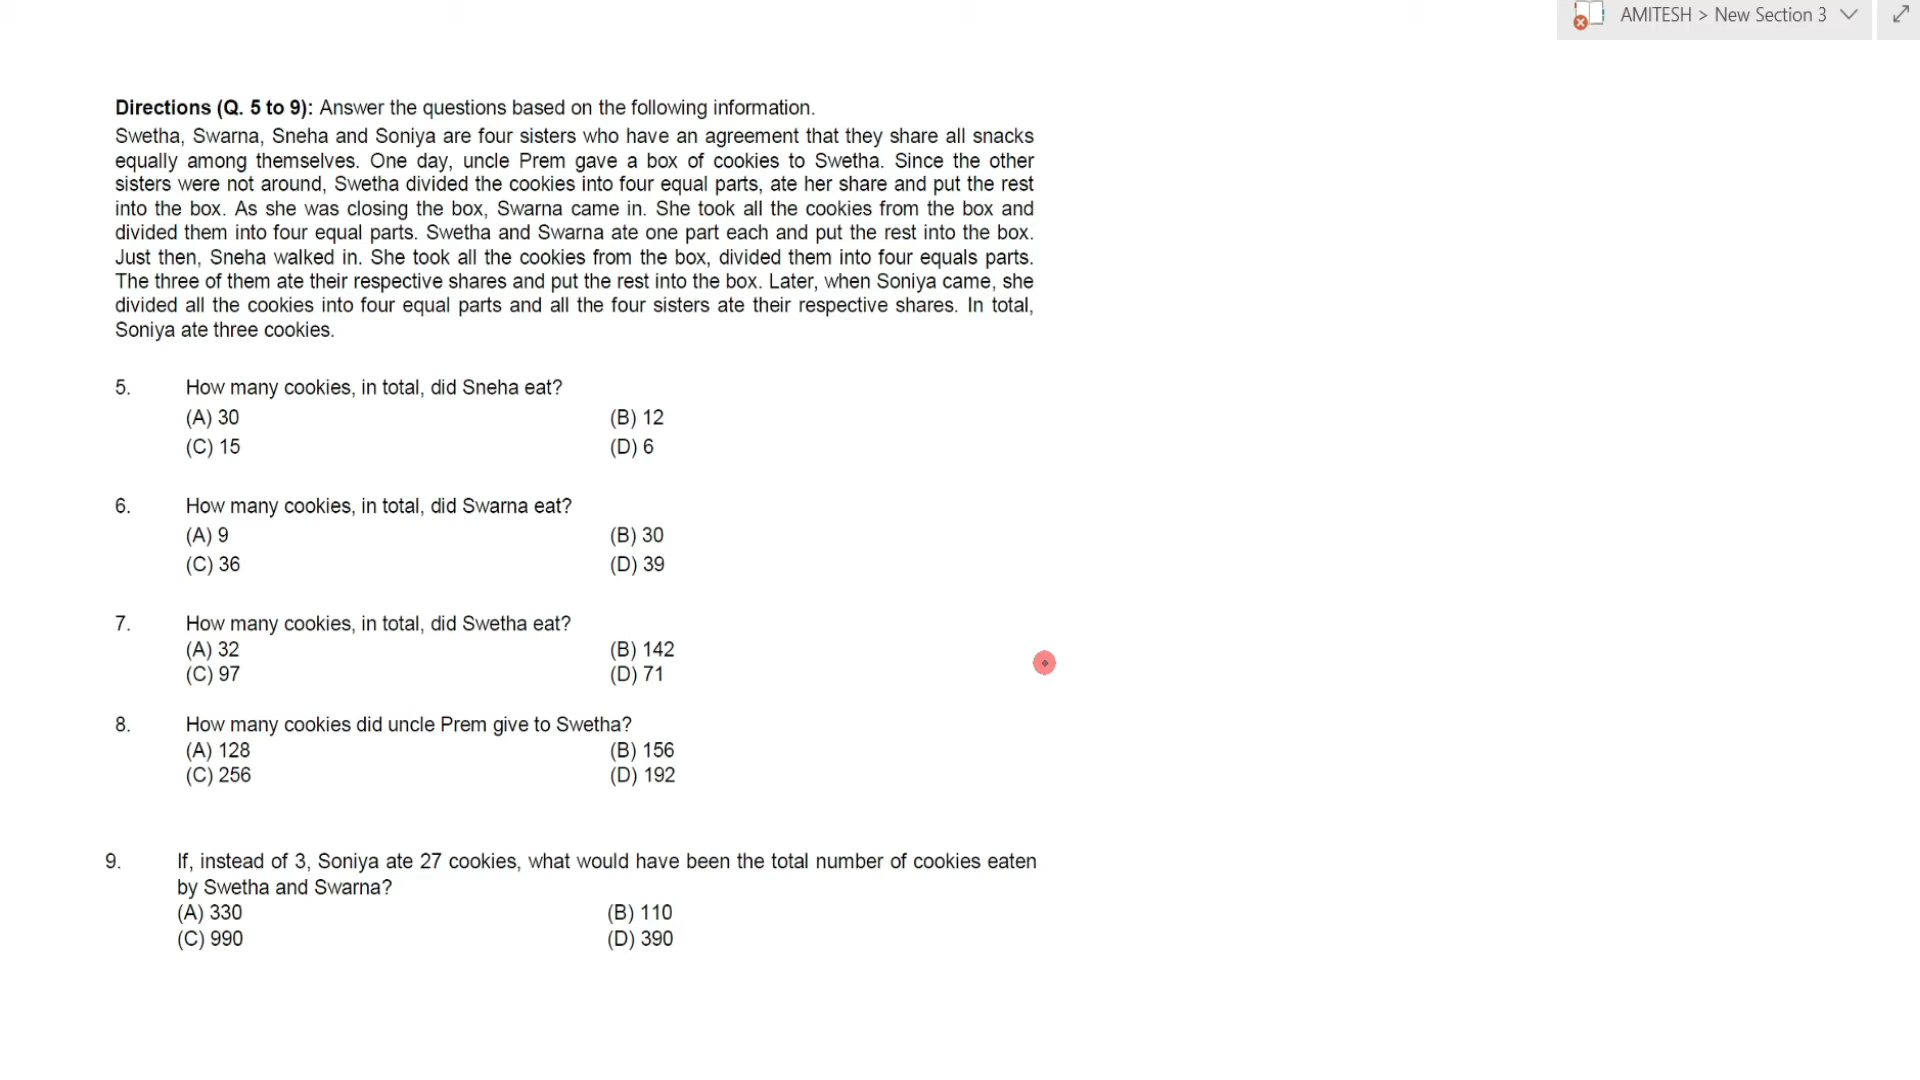 AMITESH > New Section 3
Directions (Q. 5 to 9): Answer the questions based on the following information.
Swetha, Swarna, Sneha and Soniya are four sisters who have an agreement that they share all snacks
equally among themselves. One day, uncle Prem gave a box of cookies to Swetha. Since the other
sisters were not around, Swetha divided the cookies into four equal parts, ate her share and put the rest
into the box. As she was closing the box, Swarna came in. She took all the cookies from the box and
divided them into four equal parts. Swetha and Swarna ate one part each and put the rest into the box.
Just then, Sneha walked in. She took all the cookies from the box, divided them into four equals parts.
The three of them ate their respective shares and put the rest into the box. Later, when Soniya came, she
divided all the cookies into four equal parts and all the four sisters ate their respective shares. In total,
Soniya ate three cookies.
5. How many cookies, in total, did Sneha eat?
(A) 30 (B) 12
(C) 15 (D) 6
6. How many cookies, in total, did Swarna eat?
(A) 9 (B) 30
(C) 36 (D) 39
7. How many cookies, in total, did Swetha eat?
(A) 32 (B) 142
(C) 97 (D) 71
8. How many cookies did uncle Prem give to Swetha?
(A) 128 (B) 156
(C) 256 (D) 192
9. If, instead of 3, Soniya ate 27 cookies, what would have been the total number of cookies eaten
by Swetha and Swarna?
(A) 330 (B) 110
(C) 990 (D) 390